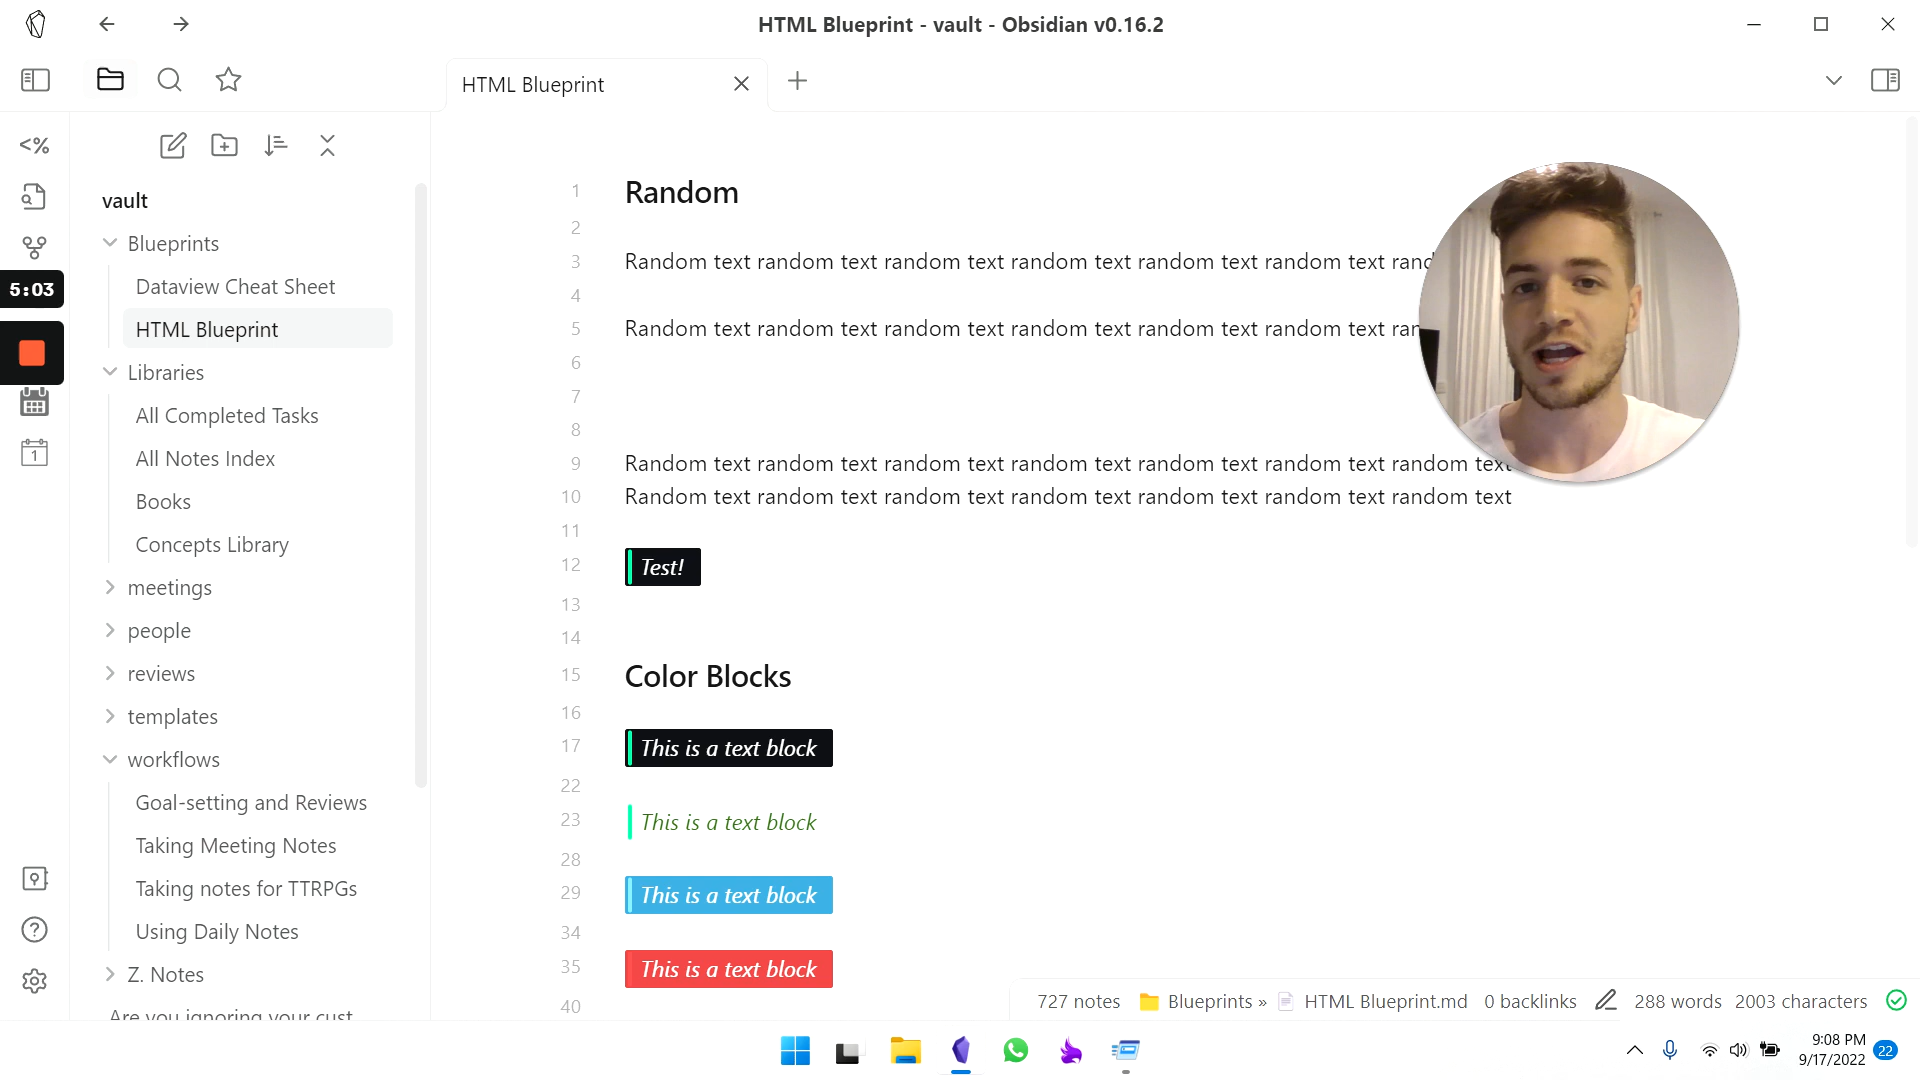 HTML Blueprint - vault - Obsidian v0.16.2
HTML Blueprint
<%
vault
Blueprints
Dataview Cheat Sheet
5:03
HTML Blueprint
Libraries
All Completed Tasks
All Notes Index
1
Books
Concepts Library
meetings
people
reviews
templates
workflows
Goal-setting and Reviews
Taking Meeting Notes
Taking notes for TTRPGs
Using Daily Notes
Z. Notes
Are you ignoring your cust
1 Random
2
3 Random text random text random text random text random text random text
4
5 Random text random text random text random text random text random text
6
7
8
9 Random text random text random text random text random text random text random text
10 Random text random text random text random text random text random text random text
11
12 Test!
13
14
15 Color Blocks
16
17 This is a text block
22
23 This is a text block
28
29 This is a text block
34
35 This is a text block
40
727 notes Blueprints » HTML Blueprint.md 0 backlinks 288 words 2003 characters
9:08 PM
9/17/2022 22